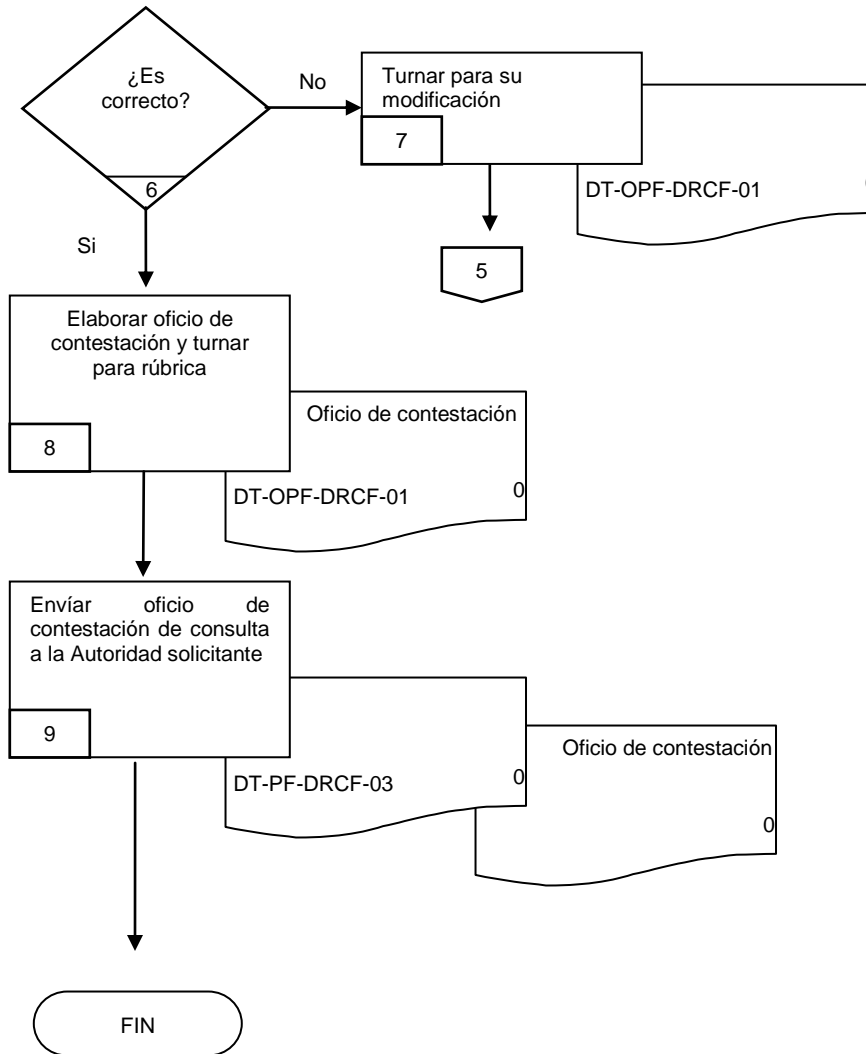 ¿Es
correcto?
6
No
Turnar para su
modificación
7
DT-OPF-DRCF-01
5
Si
Elaborar oficio de
contestación y turnar
para rúbrica
8
Oficio de contestación
DT-OPF-DRCF-01
0
Envíar oficio de
contestación de consulta
a la Autoridad solicitante
9
DT-PF-DRCF-03
0
Oficio de contestación
0
FIN